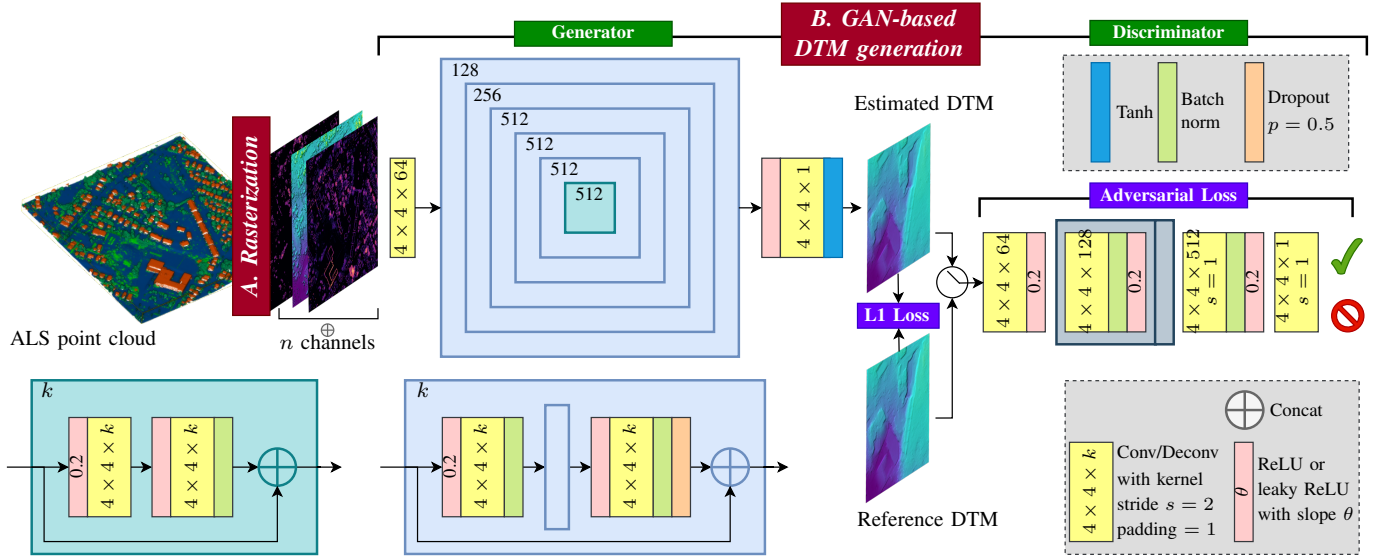 Generator
B. GAN-based
DTM generation
Discriminator
128
256
512
512
512
512
A. Rasterization
4 × 4 × 64
4 × 4 × 1
Estimated DTM
Tanh
Batch
norm
Dropout
p = 0.5
Adversarial Loss
4 × 4 × 64
0.2
4 × 4 × 128
0.2
4 × 4 × 512
s = 1
0.2
4 × 4 × 1
s = 1
L1 Loss
ALS point cloud
⊕
n channels
k
0.2
4 × 4 × k
4 × 4 × k
k
0.2
4 × 4 × k
4 × 4 × k
Reference DTM
Concat
4 × 4 × k
Conv/Deconv
with kernel
stride s = 2
padding = 1
θ
ReLU or
leaky ReLU
with slope θ